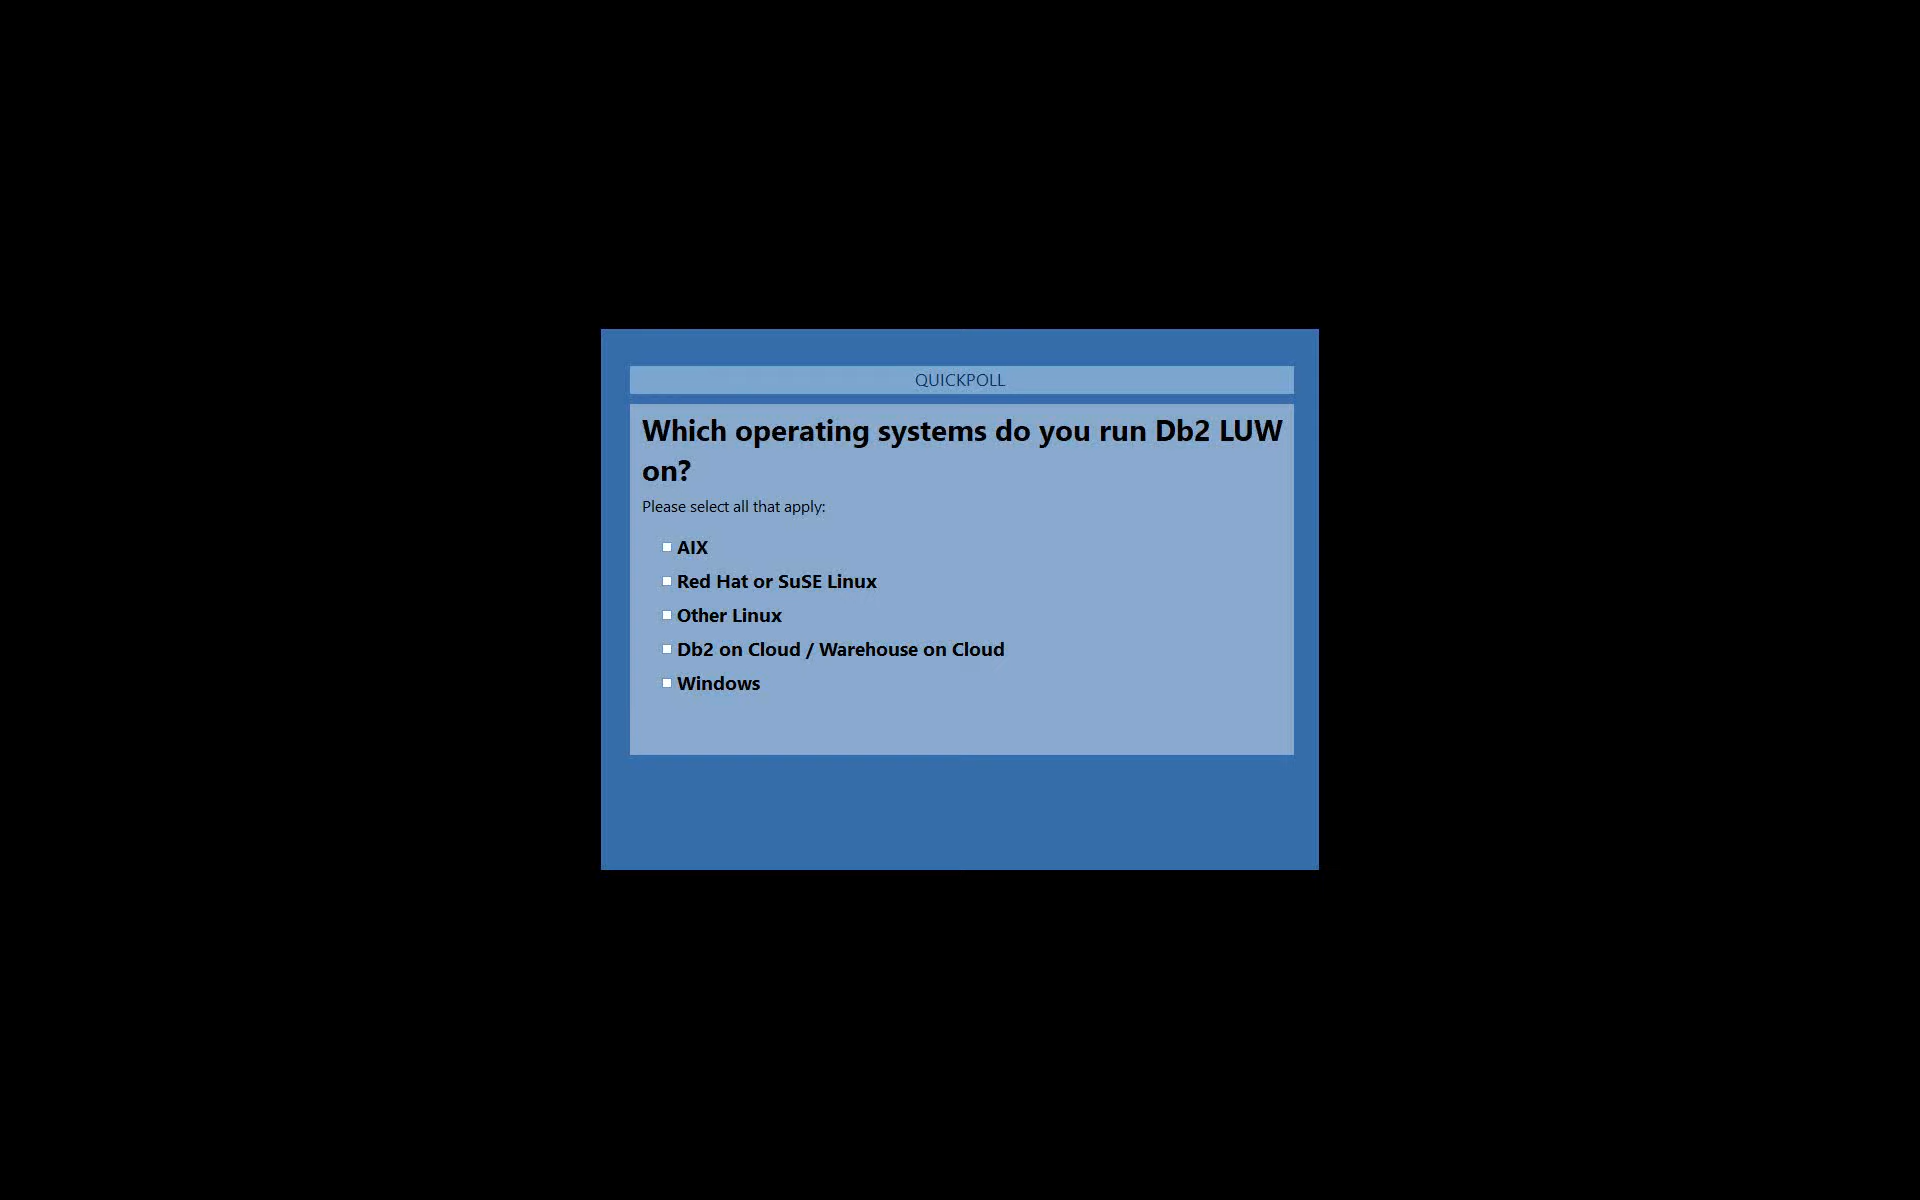 QUICKPOLL
Which operating systems do you run Db2 LUW
on?
Please select all that apply:
AIX
Red Hat or SuSE Linux
Other Linux
Db2 on Cloud / Warehouse on Cloud
Windows